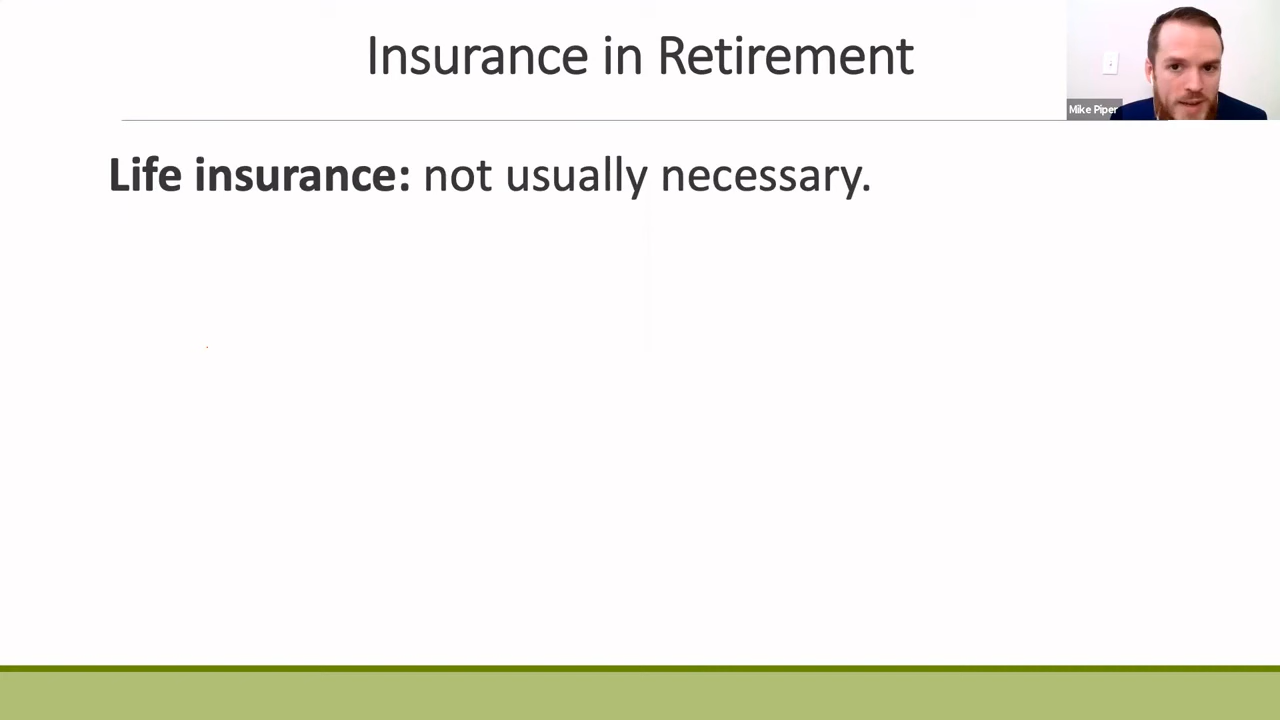 Insurance in Retirement
Mike Piper
Life insurance: not usually necessary.